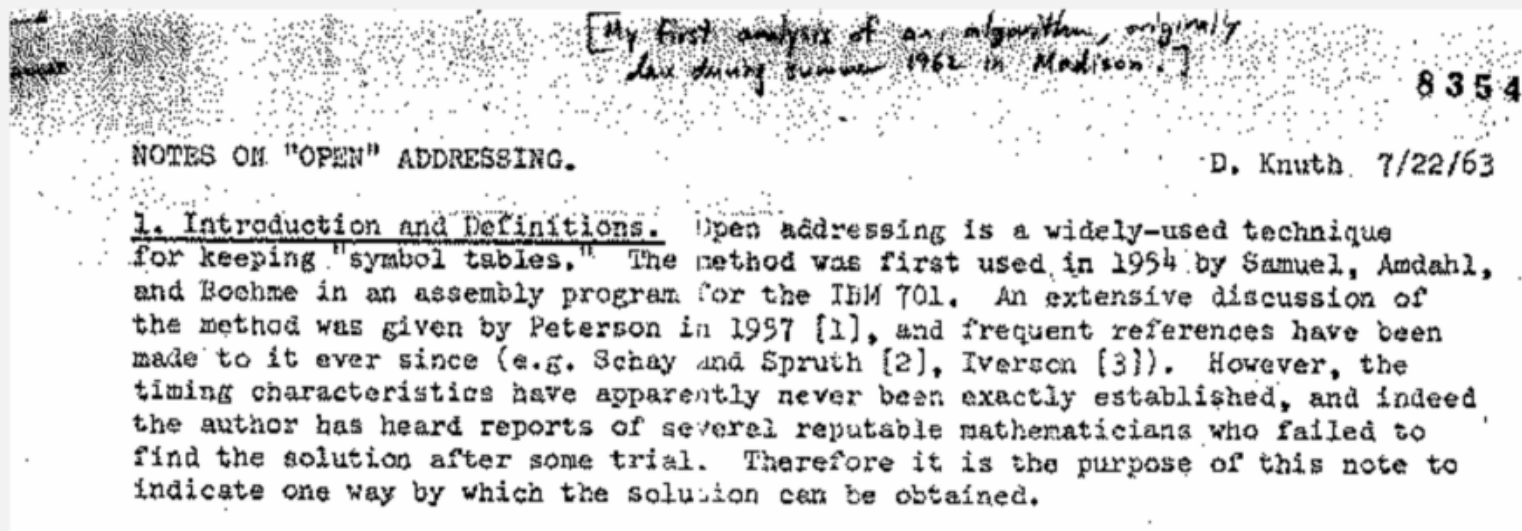 [My first analysis of an algorithm, originally
done during summer 1962 in Madison.]
8354
NOTES ON "OPEN" ADDRESSING.
D. Knuth 7/22/63
1. Introduction and Definitions. Open addressing is a widely-used technique
for keeping "symbol tables." The method was first used in 1954 by Samuel, Amdahl,
and Boehme in an assembly program for the IBM 701. An extensive discussion of
the method was given by Peterson in 1957 [1], and frequent references have been
made to it ever since (e.g. Schay and Spruth [2], Iverson [3]). However, the
timing characteristics have apparently never been exactly established, and indeed
the author has heard reports of several reputable mathematicians who failed to
find the solution after some trial. Therefore it is the purpose of this note to
indicate one way by which the solution can be obtained.